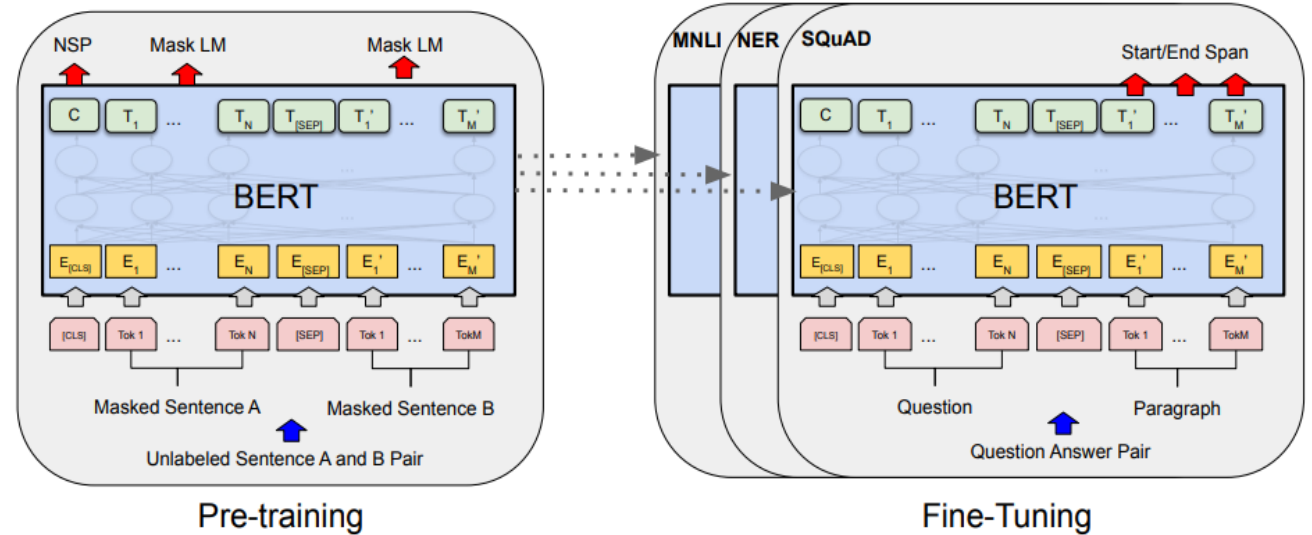 NSP Mask LM Mask LM
C T1 ... TN T[SEP] T1' ... TM'
...
BERT
...
E[CLS] E1 ... EN E[SEP] E1' ... EM'
[CLS] Tok 1 ... Tok N [SEP] Tok 1 ... TokM
Masked Sentence A Masked Sentence B
Unlabeled Sentence A and B Pair
Pre-training
MNLI NER SQuAD
Start/End Span
C T1 ... TN T[SEP] T1' ... TM'
...
BERT
...
E[CLS] E1 ... EN E[SEP] E1' ... EM'
[CLS] Tok 1 ... Tok N [SEP] Tok 1 ... TokM
Question Paragraph
Question Answer Pair
Fine-Tuning